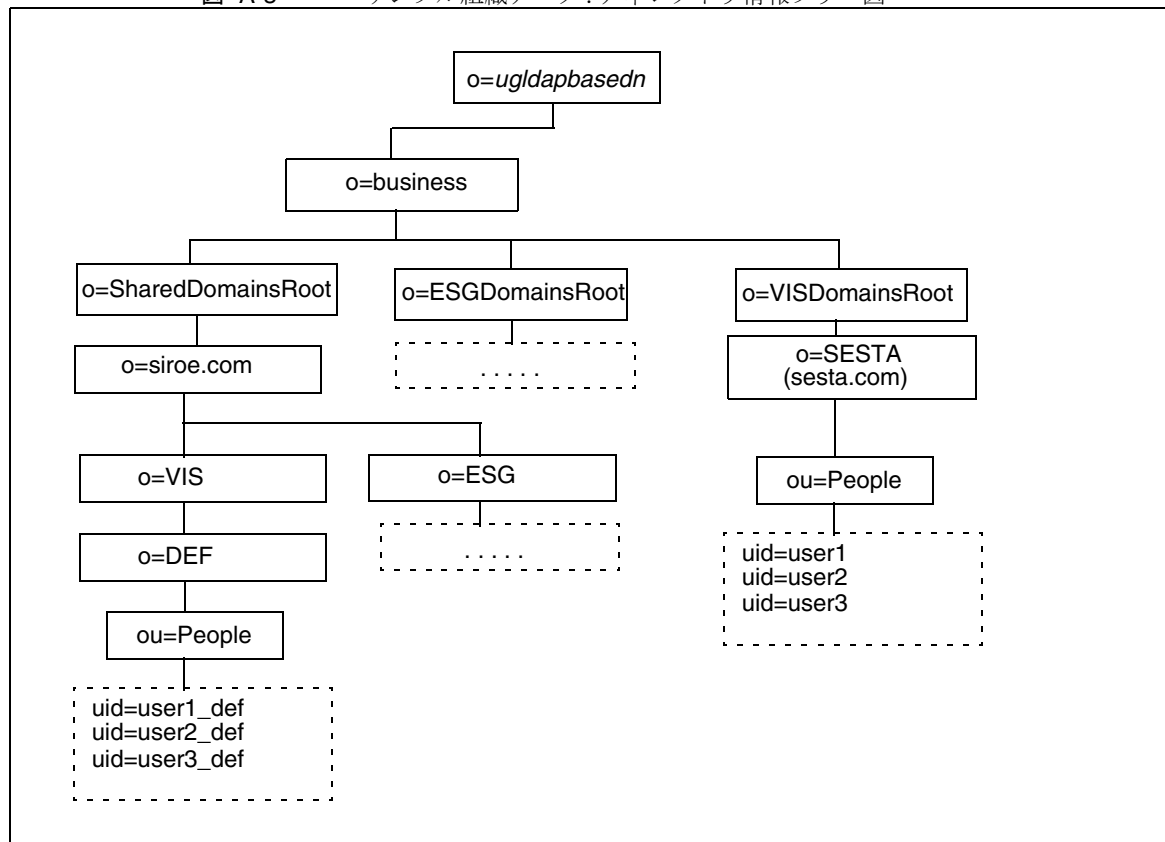 o=ugldapbasedn
o=business
o=SharedDomainsRoot
o=ESGDomainsRoot
o=VISDomainsRoot
o=siroe.com
. . . . .
o=SESTA
(sesta.com)
o=VIS
o=ESG
ou=People
o=DEF
. . . . .
uid=user1
uid=user2
uid=user3
ou=People
uid=user1_def
uid=user2_def
uid=user3_def